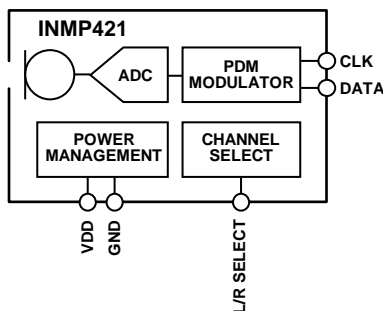 INMP421
ADC
PDM
MODULATOR
CLK
DATA
POWER
MANAGEMENT
CHANNEL
SELECT
VDD
GND
L/R SELECT